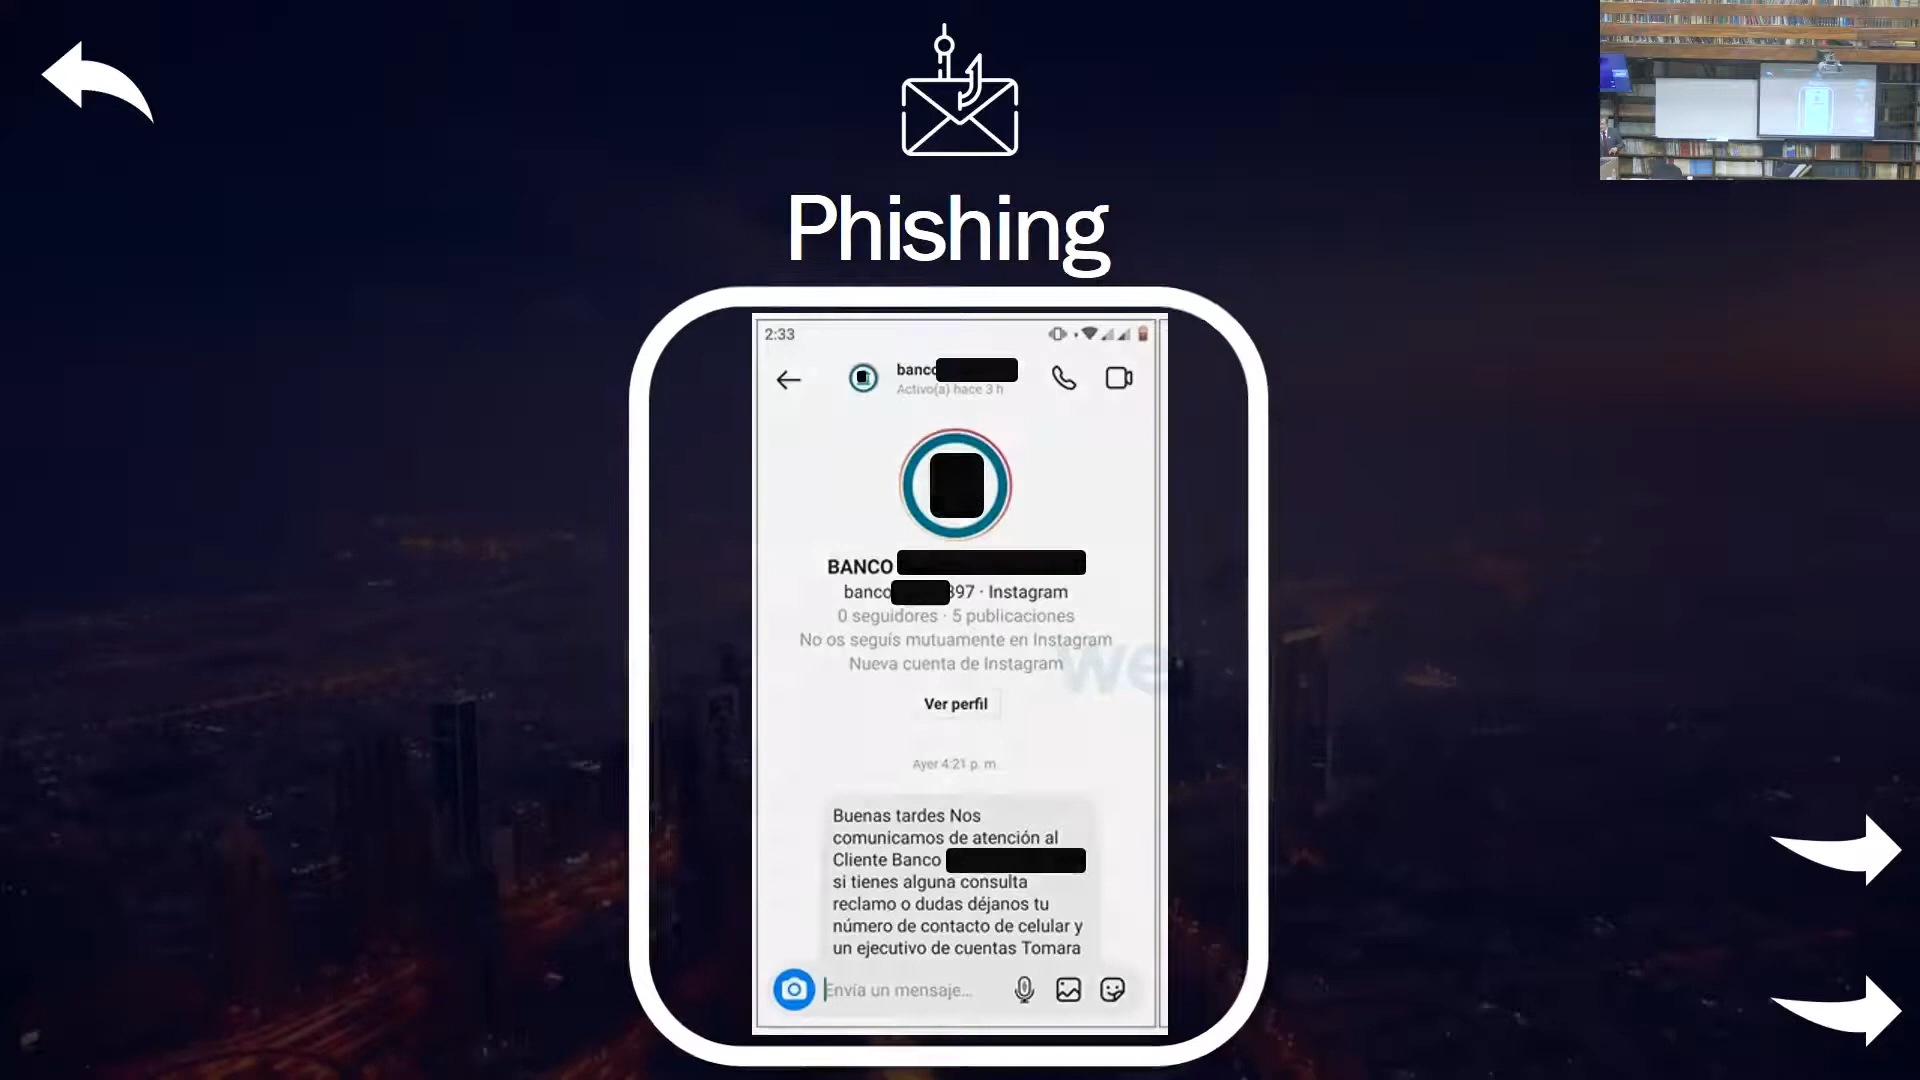 Phishing
2:33
banco
Activo(a) hace 3 h
BANCO
banco 397 · Instagram
0 seguidores · 5 publicaciones
No os seguís mutuamente en Instagram
Nueva cuenta de Instagram
we
Ver perfil
Ayer 4:21 p. m.
Buenas tardes Nos
comunicamos de atención al
Cliente Banco
si tienes alguna consulta
reclamo o dudas déjanos tu
número de contacto de celular y
un ejecutivo de cuentas Tomara
Envía un mensaje...